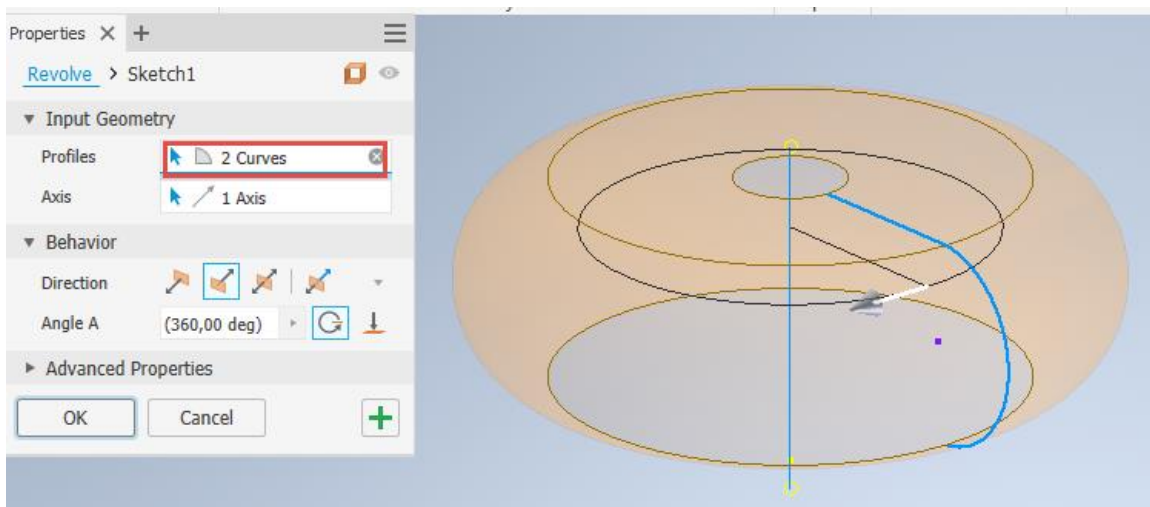 Properties × +
Revolve > Sketch1
Input Geometry
Profiles 2 Curves
Axis 1 Axis
Behavior
Direction
Angle A (360,00 deg)
Advanced Properties
OK Cancel